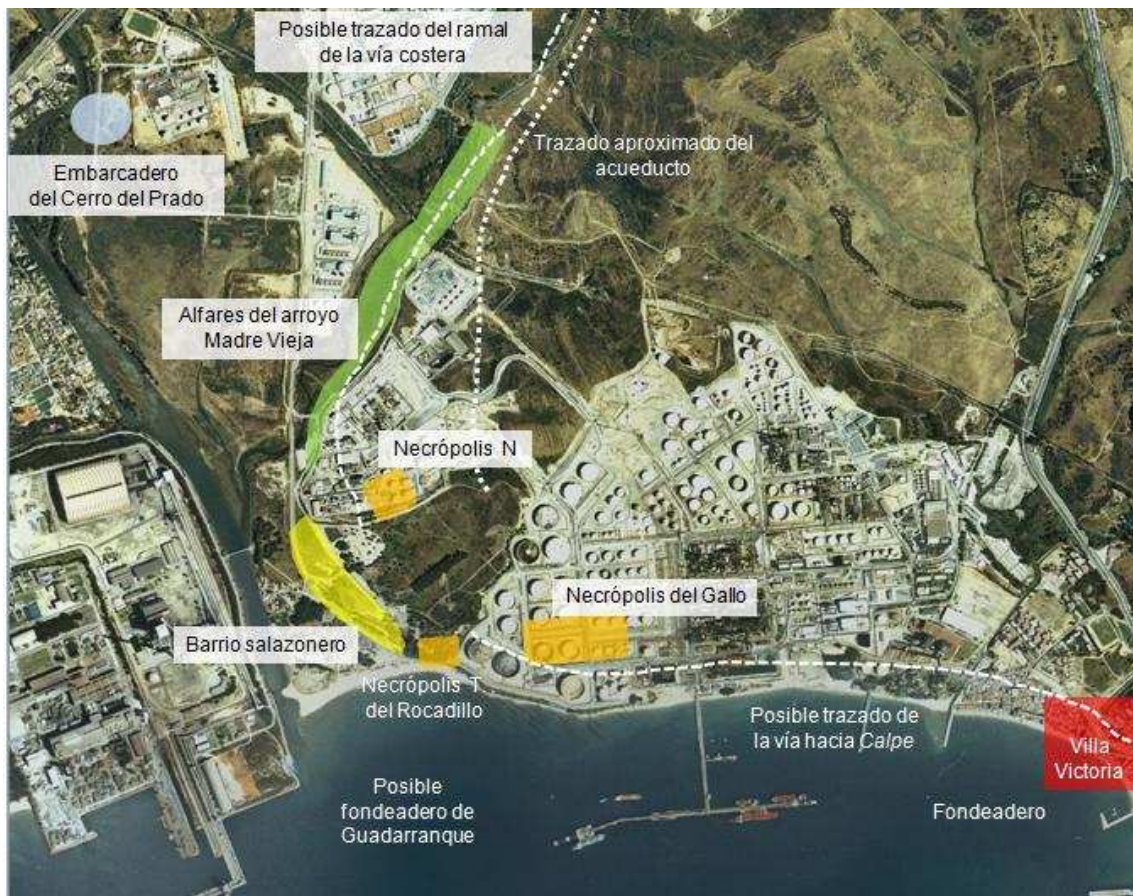 Posible trazado del ramal
de la vía costera
Trazado aproximado del
acueducto
Embarcadero
del Cerro del Prado
Alfares del arroyo
Madre Vieja
Necrópolis N
Necrópolis del Gallo
Barrio salazonero
Necrópolis T
del Rocadillo
Posible trazado de
la vía hacia Calpe
Villa
Victoria
Posible
fondeadero de
Guadarranque
Fondeadero